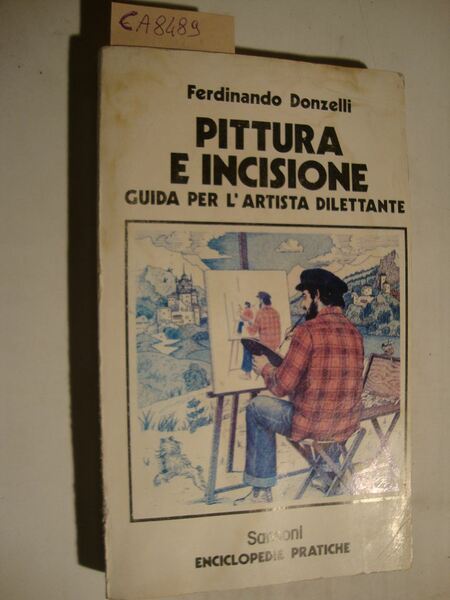 CA8489
Ferdinando Donzelli
PITTURA
E INCISIONE
GUIDA PER L'ARTISTA DILETTANTE
Sansoni
ENCICLOPEDIE PRATICHE